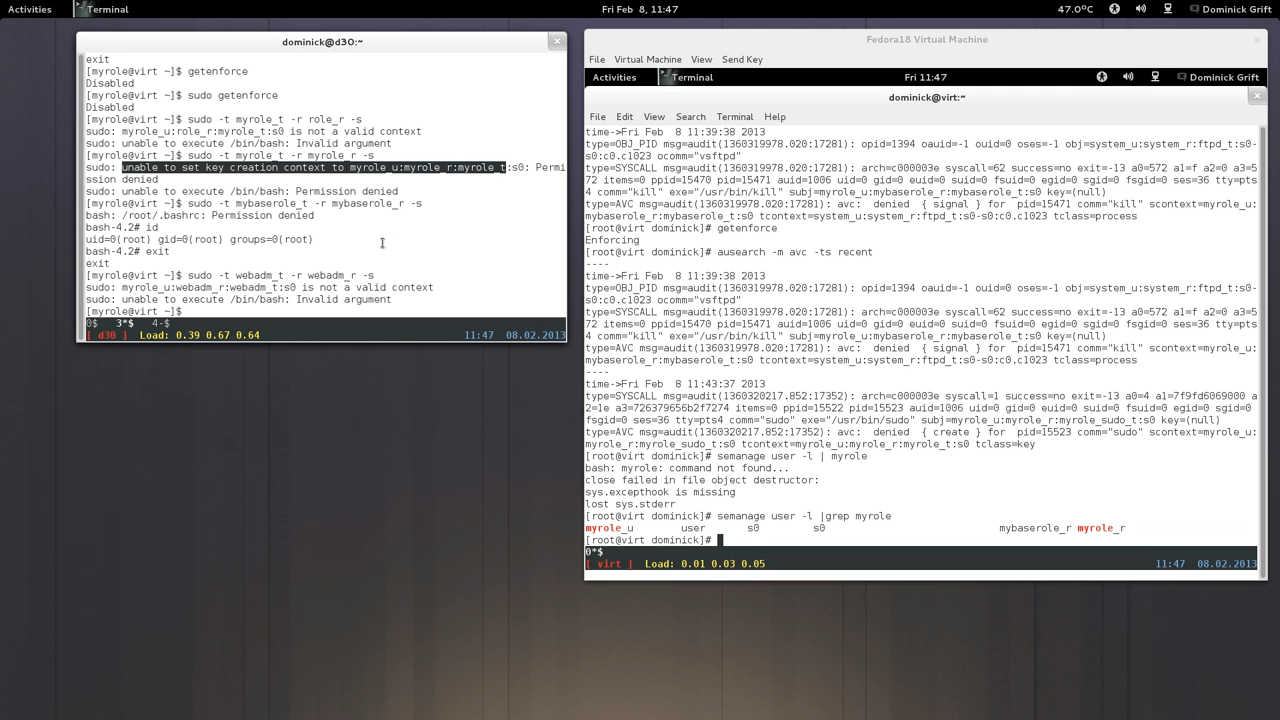 Activities Terminal Fri Feb 8, 11:47 47.0°C Dominick Grift
dominick@d30:~
exit
[myrole@virt ~]$ getenforce
Disabled
[myrole@virt ~]$ sudo getenforce
Disabled
[myrole@virt ~]$ sudo -t myrole_t -r role_r -s
sudo: myrole_u:role_r:myrole_t:s0 is not a valid context
sudo: unable to execute /bin/bash: Invalid argument
[myrole@virt ~]$ sudo -t myrole_t -r myrole_r -s
sudo: unable to set key creation context to myrole_u:myrole_r:myrole_t:s0: Permi
ssion denied
sudo: unable to execute /bin/bash: Permission denied
[myrole@virt ~]$ sudo -t mybaserole_t -r mybaserole_r -s
bash: /root/.bashrc: Permission denied
bash-4.2# id
uid=0(root) gid=0(root) groups=0(root)
bash-4.2# exit
exit
[myrole@virt ~]$ sudo -t webadm_t -r webadm_r -s
sudo: myrole_u:webadm_r:webadm_t:s0 is not a valid context
sudo: unable to execute /bin/bash: Invalid argument
[myrole@virt ~]$
0$ 3*$ 4-$
[ d30 ] Load: 0.39 0.67 0.64 11:47 08.02.2013
Fedora18 Virtual Machine
File Virtual Machine View Send Key
Activities Terminal Fri 11:47 Dominick Grift
dominick@virt:~
File Edit View Search Terminal Help
time->Fri Feb  8 11:39:38 2013
type=OBJ_PID msg=audit(1360319978.020:17281): opid=15471 oauid=-1 ouid=0 oses=-1 obj=system_u:system_r:ftpd_t:s0-
s0:c0.c1023 ocomm="vsftpd"
type=SYSCALL msg=audit(1360319978.020:17281): arch=c000003e syscall=62 success=no exit=-13 a0=3c6f a1=f a2=0 a3=5
72 items=0 ppid=15470 pid=15471 auid=1006 uid=0 gid=0 euid=0 suid=0 fsuid=0 egid=0 sgid=0 fsgid=0 ses=36 tty=pts
4 comm="kill" exe="/usr/bin/kill" subj=myrole_u:mybaserole_r:mybaserole_t:s0 key=(null)
type=AVC msg=audit(1360319978.020:17281): avc:  denied  { signal } for  pid=15471 comm="kill" scontext=myrole_u:
mybaserole_r:mybaserole_t:s0 tcontext=system_u:system_r:ftpd_t:s0-s0:c0.c1023 tclass=process
[root@virt dominick]# getenforce
Enforcing
[root@virt dominick]# ausearch -m avc -ts recent
----
time->Fri Feb  8 11:39:38 2013
type=OBJ_PID msg=audit(1360319978.020:17281): opid=15471 oauid=-1 ouid=0 oses=-1 obj=system_u:system_r:ftpd_t:s0-
s0:c0.c1023 ocomm="vsftpd"
type=SYSCALL msg=audit(1360319978.020:17281): arch=c000003e syscall=62 success=no exit=-13 a0=3c6f a1=f a2=0 a3=5
72 items=0 ppid=15470 pid=15471 auid=1006 uid=0 gid=0 euid=0 suid=0 fsuid=0 egid=0 sgid=0 fsgid=0 ses=36 tty=pts
4 comm="kill" exe="/usr/bin/kill" subj=myrole_u:mybaserole_r:mybaserole_t:s0 key=(null)
type=AVC msg=audit(1360319978.020:17281): avc:  denied  { signal } for  pid=15471 comm="kill" scontext=myrole_u:
mybaserole_r:mybaserole_t:s0 tcontext=system_u:system_r:ftpd_t:s0-s0:c0.c1023 tclass=process
----
time->Fri Feb  8 11:43:37 2013
type=SYSCALL msg=audit(1360320217.852:17352): arch=c000003e syscall=1 success=no exit=-13 a0=4 a1=7f9fd6069000 a
2=1e a3=726379656b2f7274 items=0 ppid=15522 pid=15523 auid=1006 uid=0 gid=0 euid=0 suid=0 fsuid=0 egid=0 sgid=0
fsgid=0 ses=36 tty=pts4 comm="sudo" exe="/usr/bin/sudo" subj=myrole_u:myrole_r:myrole_sudo_t:s0 key=(null)
type=AVC msg=audit(1360320217.852:17352): avc:  denied  { create } for  pid=15523 comm="sudo" scontext=myrole_u:
myrole_r:myrole_sudo_t:s0 tcontext=myrole_u:myrole_r:myrole_t:s0 tclass=key
[root@virt dominick]# semanage user -l | myrole
bash: myrole: command not found...
close failed in file object destructor:
sys.excepthook is missing
lost sys.stderr
[root@virt dominick]# semanage user -l |grep myrole
myrole_u user s0 s0 mybaserole_r myrole_r
[root@virt dominick]#
0*$
[ virt ] Load: 0.01 0.03 0.05 11:47 08.02.2013